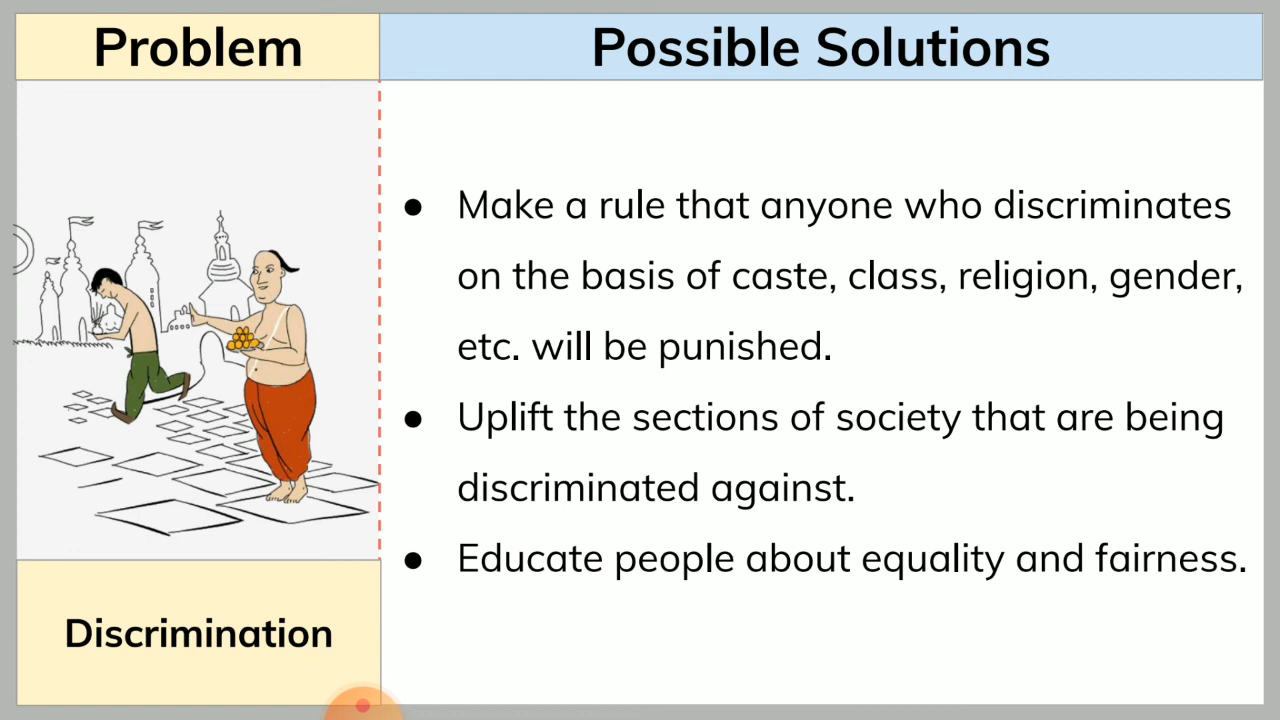 Problem
Possible Solutions
● Make a rule that anyone who discriminates
on the basis of caste, class, religion, gender,
etc. will be punished.
● Uplift the sections of society that are being
discriminated against.
● Educate people about equality and fairness.
Discrimination